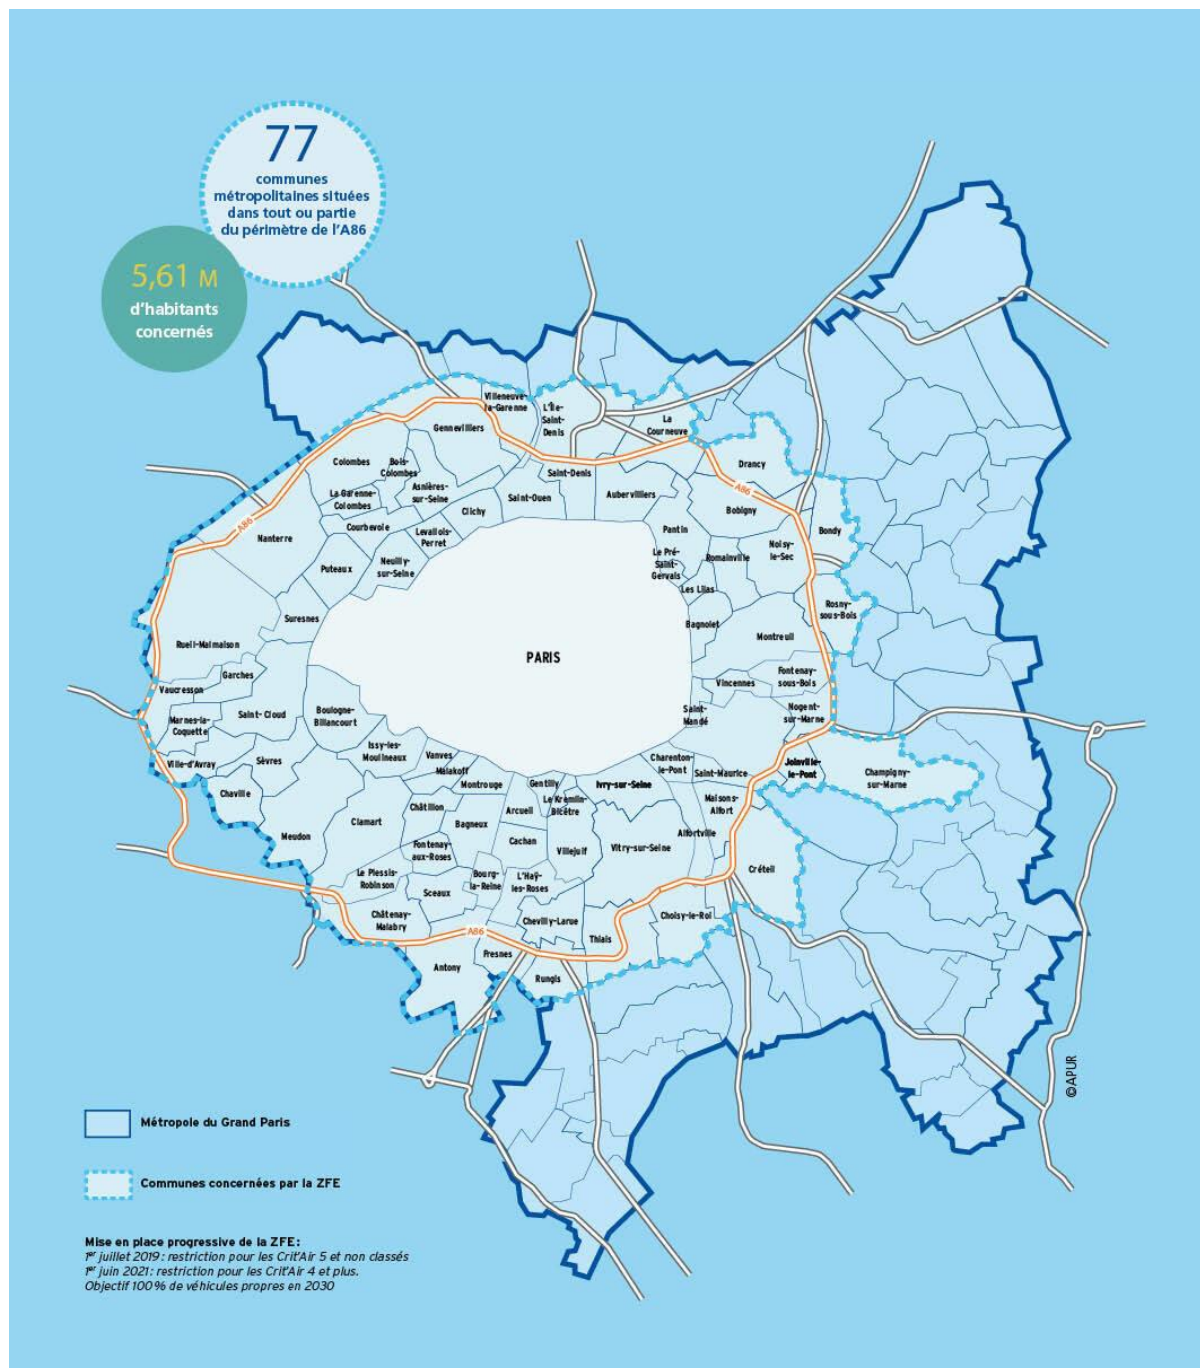 77
communes
métropolitaines situées
dans tout ou partie
du périmètre de l'A86
5,61 M
d'habitants
concernés
Villeneuve-
la-Garenne
L'Île-
Saint-
Denis
La
Courneuve
Gennevilliers
Colombes
Bois-
Colombes
Saint-Denis
Drancy
La Garenne-
Colombes
Asnières-
sur-Seine
Saint-Ouen
Aubervilliers
A86
Bobigny
Clichy
A86
Nanterre
Courbevoie
Levallois-
Perret
Pantin
Bondy
Noisy-
le-Sec
Puteaux
Neuilly-
sur-Seine
Le Pré-
Saint-
Gervais
Romainville
Les Lilas
Rosny-
sous-Bois
Suresnes
Bagnolet
Montreuil
Rueil-Malmaison
PARIS
Garches
Vaucresson
Vincennes
Fontenay-
sous-Bois
Marnes-la-
Coquette
Saint-Cloud
Boulogne-
Billancourt
Saint-
Mandé
Nogent-
sur-Marne
Ville-d'Avray
Sèvres
Issy-les-
Moulineaux
Vanves
Malakoff
Montrouge
Gentilly
Le Kremlin-
Bicêtre
Ivry-sur-Seine
Charenton-
le-Pont
Saint-Maurice
Joinville-
le-Pont
Champigny-
sur-Marne
Chaville
Châtillon
Arcueil
Maisons-
Alfort
Meudon
Clamart
Bagneux
Fontenay-
aux-Roses
Cachan
Villejuif
Vitry-sur-Seine
Alfortville
Créteil
Le Plessis-
Robinson
Sceaux
Bourg-
la-Reine
L'Haÿ-
les-Roses
Châtenay-
Malabry
A86
Chevilly-Larue
Thiais
Choisy-le-Roi
Antony
Fresnes
Rungis
©APUR
Métropole du Grand Paris
Communes concernées par la ZFE
Mise en place progressive de la ZFE :
1er juillet 2019 : restriction pour les Crit'Air 5 et non classés
1er juin 2021 : restriction pour les Crit'Air 4 et plus.
Objectif 100 % de véhicules propres en 2030